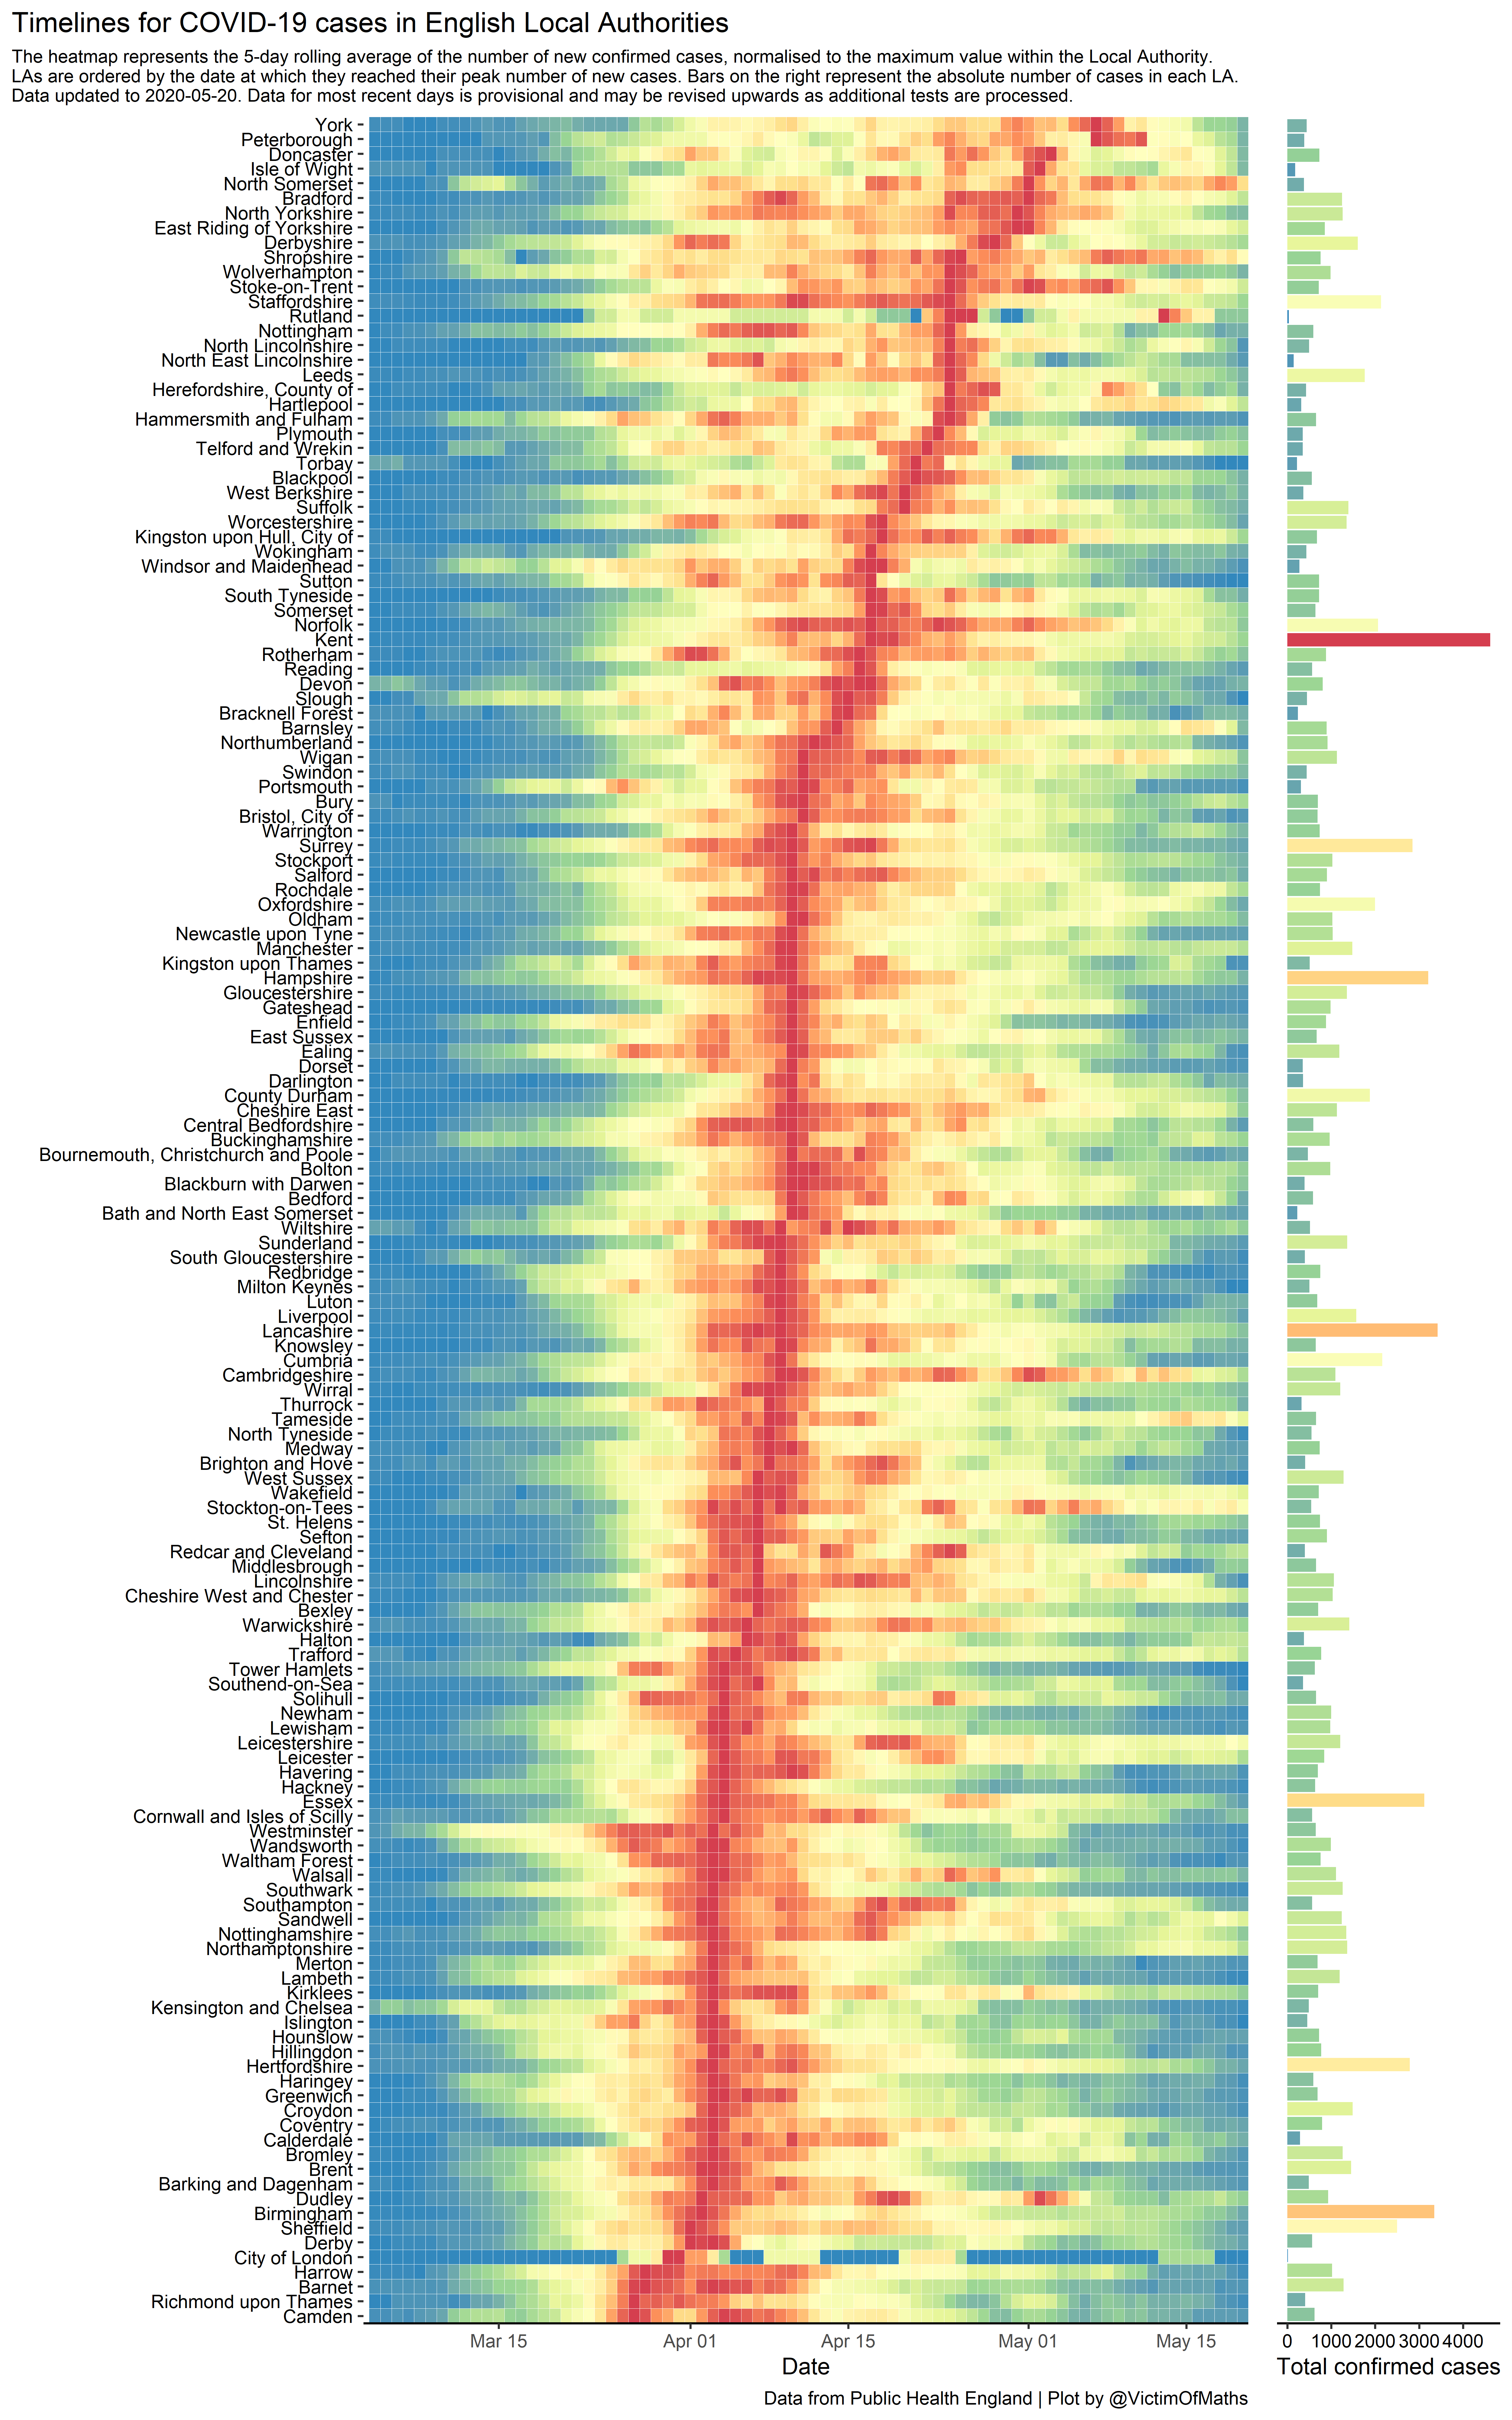 Timelines for COVID-19 cases in English Local Authorities
The heatmap represents the 5-day rolling average of the number of new confirmed cases, normalised to the maximum value within the Local Authority.
LAs are ordered by the date at which they reached their peak number of new cases. Bars on the right represent the absolute number of cases in each LA.
Data updated to 2020-05-20. Data for most recent days is provisional and may be revised upwards as additional tests are processed.
York
Peterborough
Doncaster
Isle of Wight
North Somerset
Bradford
North Yorkshire
East Riding of Yorkshire
Derbyshire
Shropshire
Wolverhampton
Stoke-on-Trent
Staffordshire
Rutland
Nottingham
North Lincolnshire
North East Lincolnshire
Leeds
Herefordshire, County of
Hartlepool
Hammersmith and Fulham
Plymouth
Telford and Wrekin
Torbay
Blackpool
West Berkshire
Suffolk
Worcestershire
Kingston upon Hull, City of
Wokingham
Windsor and Maidenhead
Sutton
South Tyneside
Somerset
Norfolk
Kent
Rotherham
Reading
Devon
Slough
Bracknell Forest
Barnsley
Northumberland
Wigan
Swindon
Portsmouth
Bury
Bristol, City of
Warrington
Surrey
Stockport
Salford
Rochdale
Oxfordshire
Oldham
Newcastle upon Tyne
Manchester
Kingston upon Thames
Hampshire
Gloucestershire
Gateshead
Enfield
East Sussex
Ealing
Dorset
Darlington
County Durham
Cheshire East
Central Bedfordshire
Buckinghamshire
Bournemouth, Christchurch and Poole
Bolton
Blackburn with Darwen
Bedford
Bath and North East Somerset
Wiltshire
Sunderland
South Gloucestershire
Redbridge
Milton Keynes
Luton
Liverpool
Lancashire
Knowsley
Cumbria
Cambridgeshire
Wirral
Thurrock
Tameside
North Tyneside
Medway
Brighton and Hove
West Sussex
Wakefield
Stockton-on-Tees
St. Helens
Sefton
Redcar and Cleveland
Middlesbrough
Lincolnshire
Cheshire West and Chester
Bexley
Warwickshire
Halton
Trafford
Tower Hamlets
Southend-on-Sea
Solihull
Newham
Lewisham
Leicestershire
Leicester
Havering
Hackney
Essex
Cornwall and Isles of Scilly
Westminster
Wandsworth
Waltham Forest
Walsall
Southwark
Southampton
Sandwell
Nottinghamshire
Northamptonshire
Merton
Lambeth
Kirklees
Kensington and Chelsea
Islington
Hounslow
Hillingdon
Hertfordshire
Haringey
Greenwich
Croydon
Coventry
Calderdale
Bromley
Brent
Barking and Dagenham
Dudley
Birmingham
Sheffield
Derby
City of London
Harrow
Barnet
Richmond upon Thames
Camden
Mar 15 Apr 01 Apr 15 May 01 May 15
Date
0 1000 2000 3000 4000
Total confirmed cases
Data from Public Health England | Plot by @VictimOfMaths